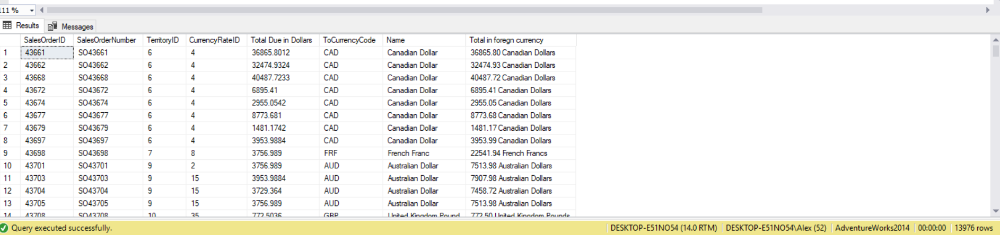 111 %
Results Messages
SalesOrderID SalesOrderNumber TerritoryID CurrencyRateID Total Due in Dollars ToCurrencyCode Name Total in foregn currency
1 43661 SO43661 6 4 36865.8012 CAD Canadian Dollar 36865.80 Canadian Dollars
2 43662 SO43662 6 4 32474.9324 CAD Canadian Dollar 32474.93 Canadian Dollars
3 43668 SO43668 6 4 40487.7233 CAD Canadian Dollar 40487.72 Canadian Dollars
4 43672 SO43672 6 4 6895.41 CAD Canadian Dollar 6895.41 Canadian Dollars
5 43674 SO43674 6 4 2955.0542 CAD Canadian Dollar 2955.05 Canadian Dollars
6 43677 SO43677 6 4 8773.681 CAD Canadian Dollar 8773.68 Canadian Dollars
7 43679 SO43679 6 4 1481.1742 CAD Canadian Dollar 1481.17 Canadian Dollars
8 43697 SO43697 6 4 3953.9884 CAD Canadian Dollar 3953.99 Canadian Dollars
9 43698 SO43698 7 8 3756.989 FRF French Franc 22541.94 French Francs
10 43701 SO43701 9 2 3756.989 AUD Australian Dollar 7513.98 Australian Dollars
11 43703 SO43703 9 15 3953.9884 AUD Australian Dollar 7907.98 Australian Dollars
12 43704 SO43704 9 15 3729.364 AUD Australian Dollar 7458.72 Australian Dollars
13 43705 SO43705 9 15 3756.989 AUD Australian Dollar 7513.98 Australian Dollars
14 43708 SO43708 10 35 772.5036 GBP United Kingdom Pound 772.50 United Kingdom Pounds
Query executed successfully. DESKTOP-E51NO54 (14.0 RTM) DESKTOP-E51NO54\Alex (52) AdventureWorks2014 00:00:00 13976 rows